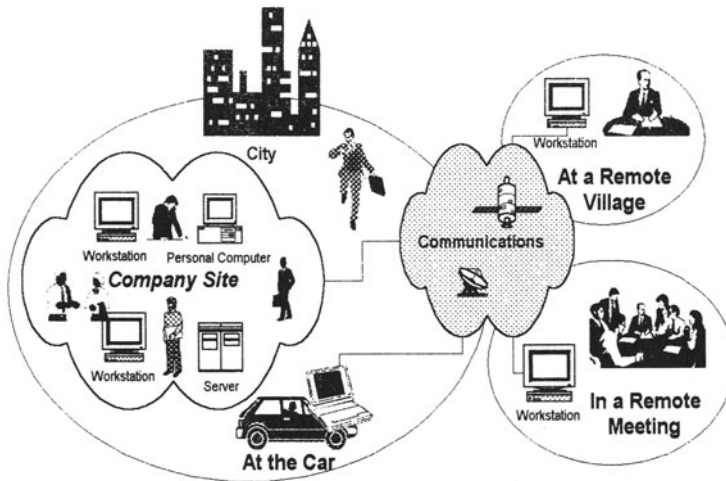 City
Workstation
Personal Computer
Company Site
Workstation
Server
At the Car
Communications
Workstation
At a Remote
Village
Workstation
In a Remote
Meeting